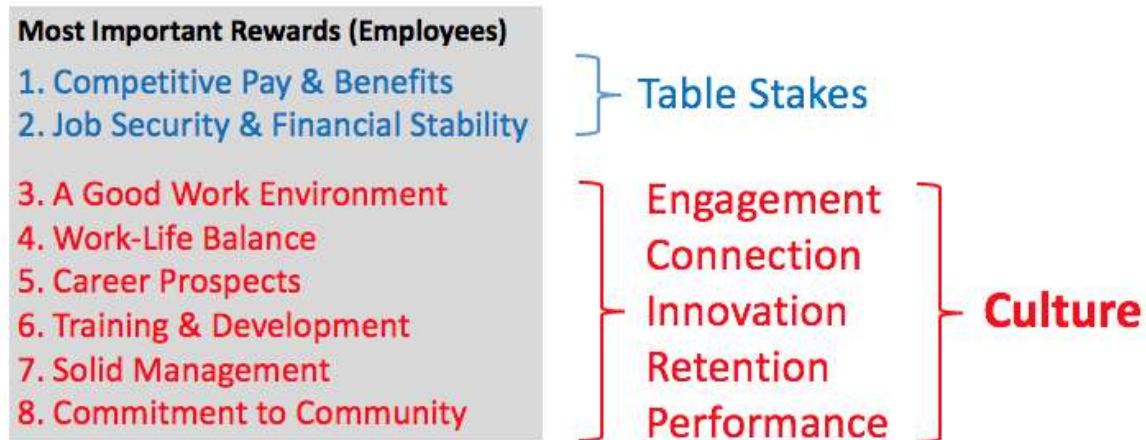 Most Important Rewards (Employees)
1. Competitive Pay & Benefits
2. Job Security & Financial Stability
Table Stakes
3. A Good Work Environment
4. Work-Life Balance
5. Career Prospects
6. Training & Development
7. Solid Management
8. Commitment to Community
Engagement
Connection
Innovation
Retention
Performance
Culture